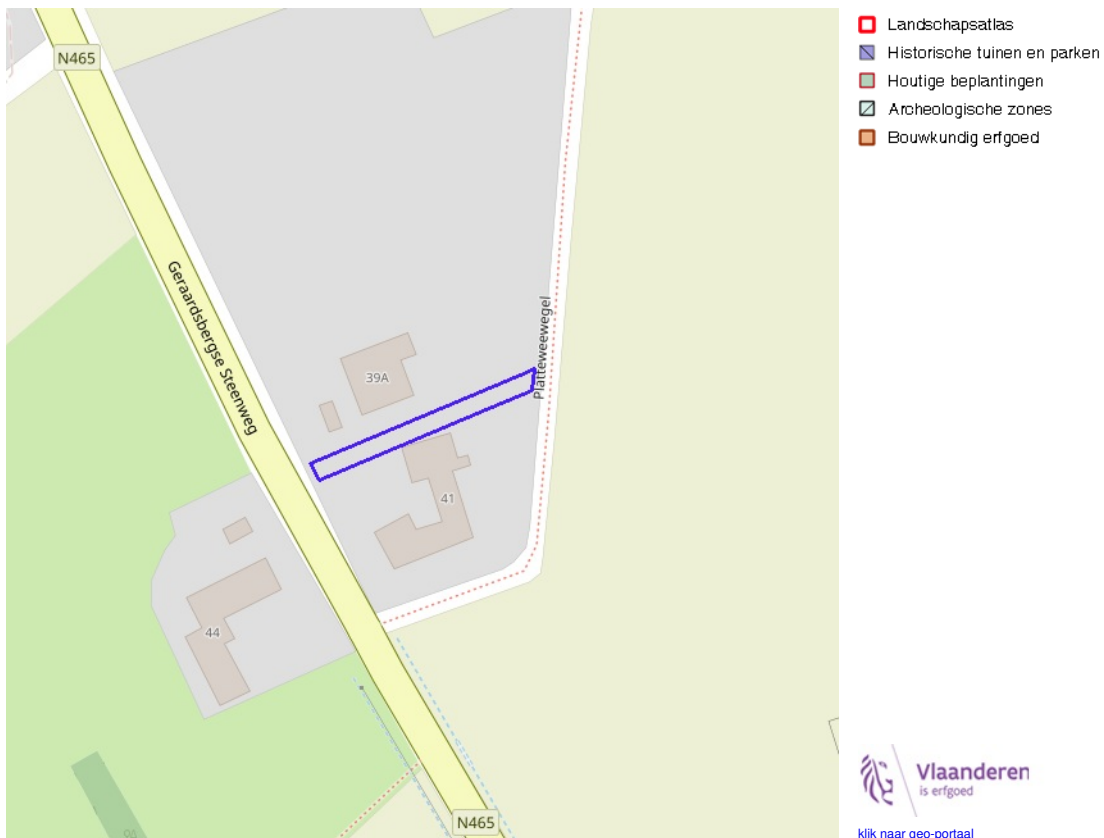 N465
Geraardsbergse Steenweg
39A
Platteweewegel
41
44
N465
Landschapsatlas
Historische tuinen en parken
Houtige beplantingen
Archeologische zones
Bouwkundig erfgoed
Vlaanderen
is erfgoed
klik naar geo-portaal